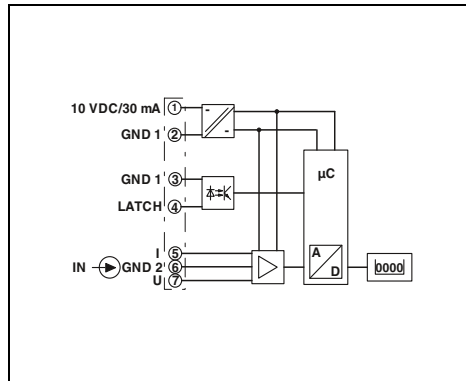 10 VDC/30 mA 1
GND 1 2
GND 1 3
LATCH 4
I 5
IN GND 2 6
U 7
µC
A
D
0000